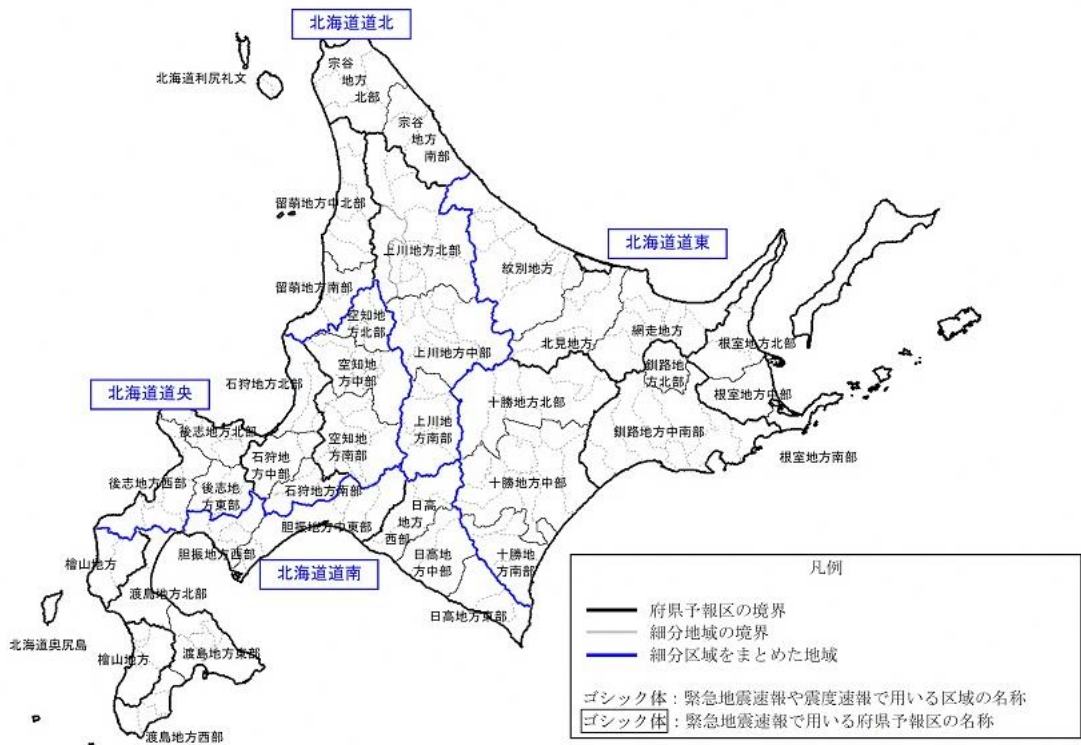 北海道道北
宗谷
地方
北部
北海道利尻礼文
宗谷
地方
南部
留萌地方中北部
北海道道東
上川地方北部
紋別地方
留萌地方南部
空知地
方北部
網走地方
北見地方
根室地方北部
上川地方中部
空知地
方中部
釧路地
方北部
石狩地方北部
北海道道央
根室地方中部
十勝地方北部
後志地方北部
上川地
方南部
釧路地方中南部
空知地
方南部
石狩地
方中部
根室地方南部
後志地方西部
後志地
方東部
石狩地方南部
十勝地方中部
日高
地方
西部
胆振地方中東部
胆振地方西部
日高地
方中部
十勝地
方南部
檜山地方
北海道道南
渡島地方北部
日高地方東部
北海道奥尻島
檜山地方
渡島地方東部
渡島地方西部
凡例
府県予報区の境界
細分地域の境界
細分区域をまとめた地域
ゴシック体：緊急地震速報や震度速報で用いる区域の名称
ゴシック体：緊急地震速報で用いる府県予報区の名称